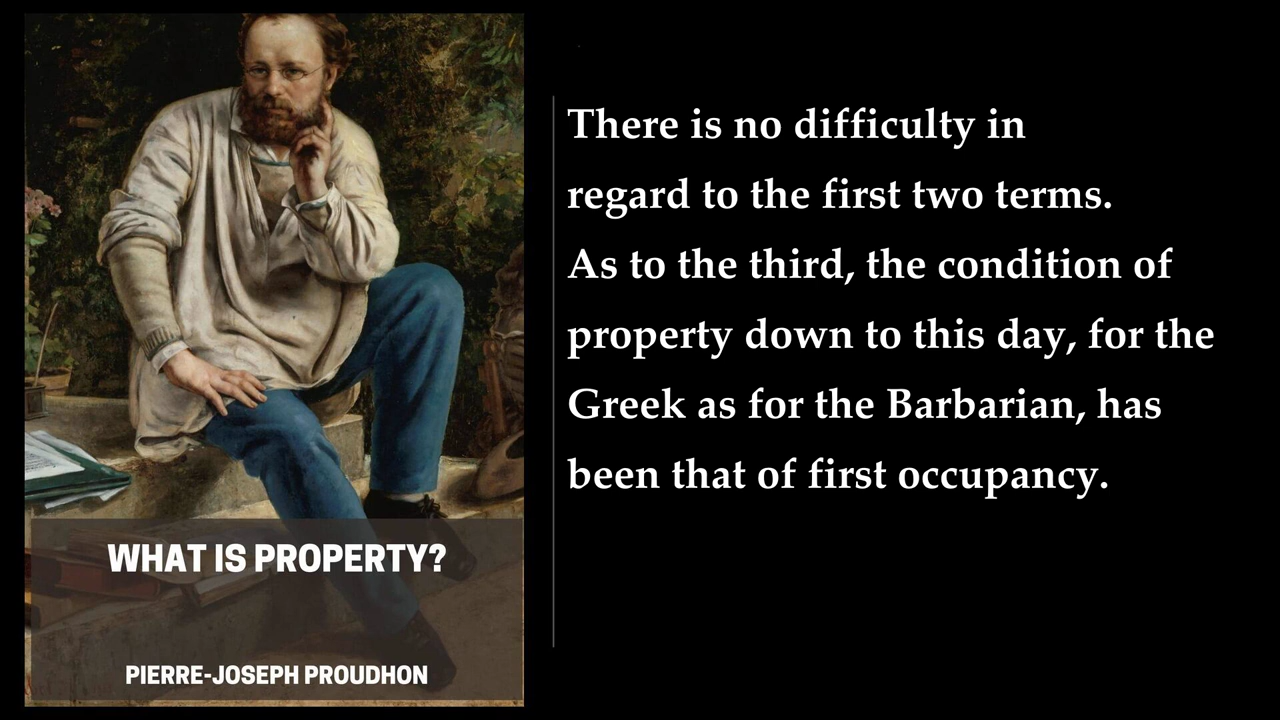 WHAT IS PROPERTY?
PIERRE-JOSEPH PROUDHON
There is no difficulty in
regard to the first two terms.
As to the third, the condition of
property down to this day, for the
Greek as for the Barbarian, has
been that of first occupancy.